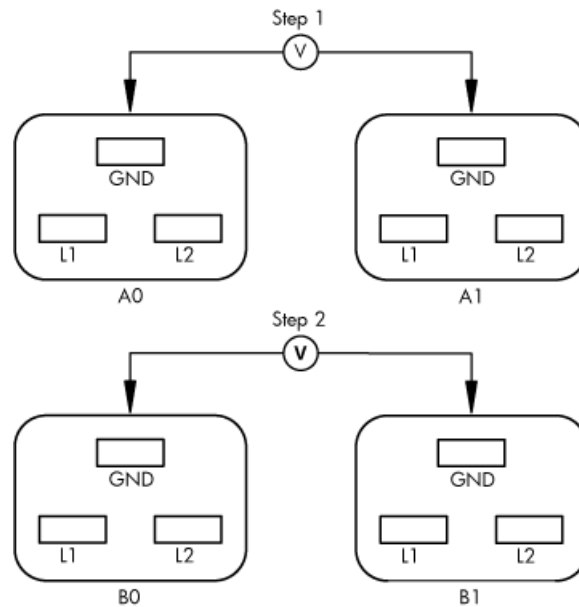 Step 1
V
GND GND
L1 L2 L1 L2
A0 A1
Step 2
V
GND GND
L1 L2 L1 L2
B0 B1